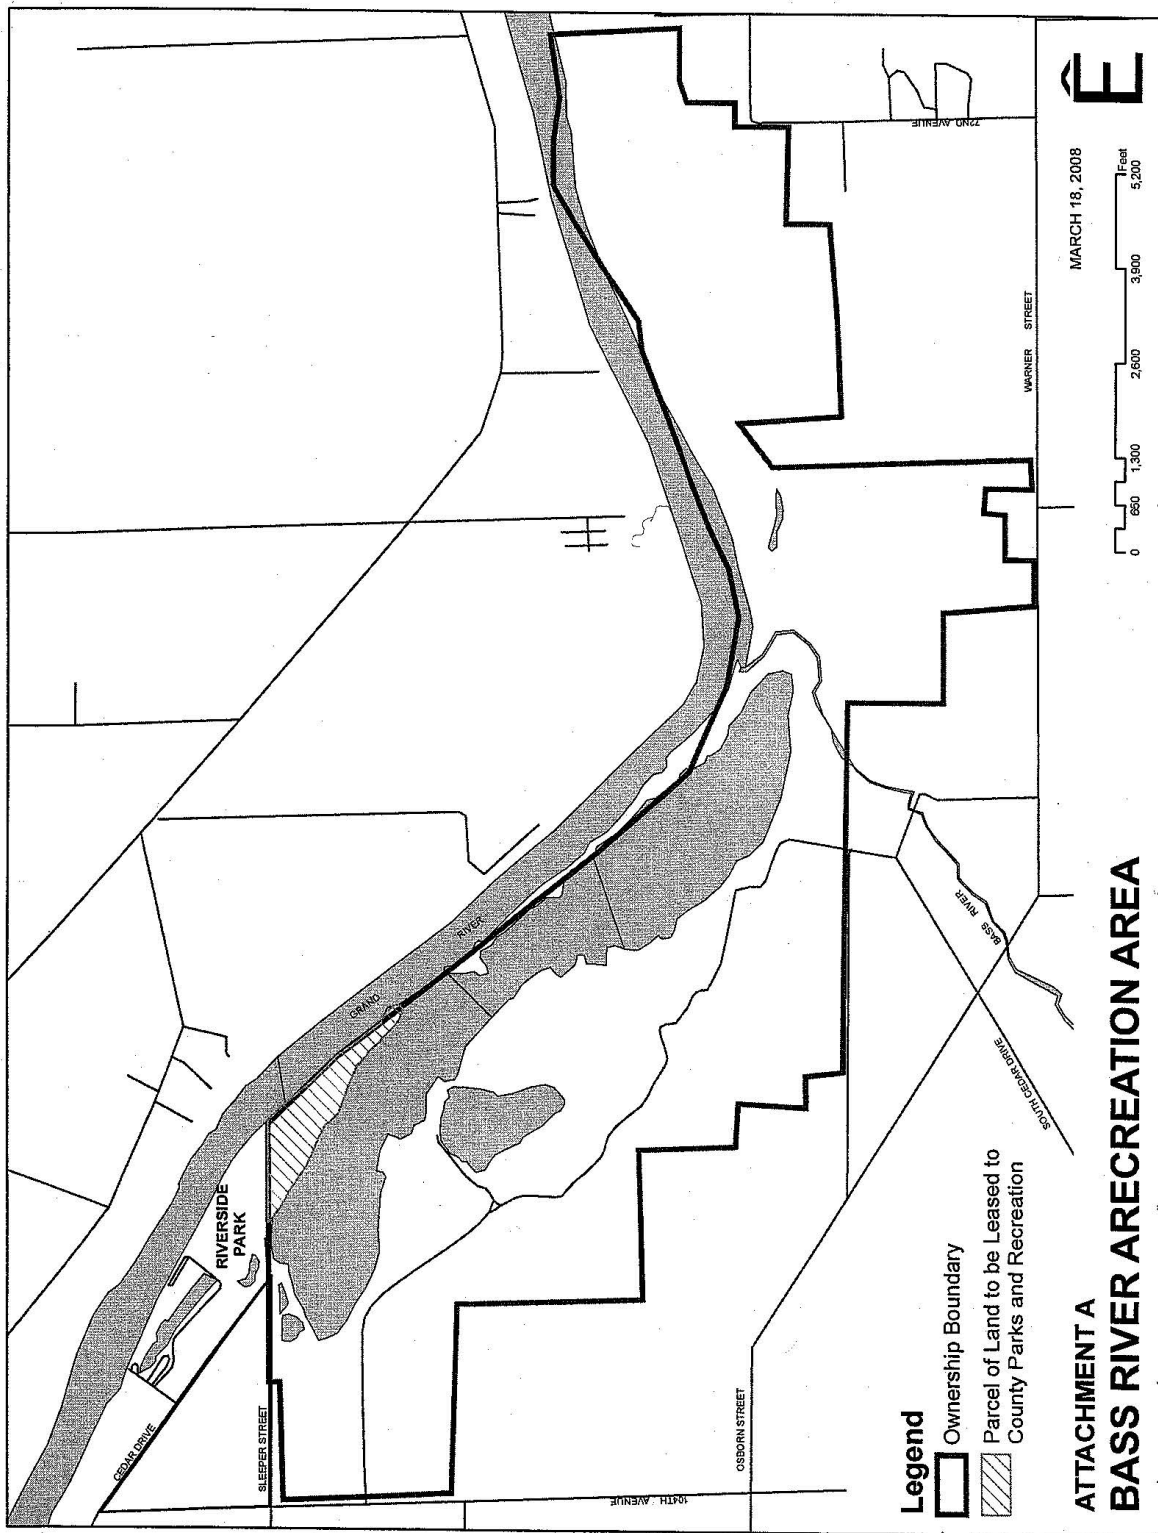 GRAND
RIVER
RIVERSIDE
PARK
CEDAR DRIVE
SLEEPER STREET
104TH AVENUE
OSBORN STREET
SOUTH CEDAR DRIVE
BASS RIVER
BASS RIVER
WARNER STREET
72ND AVENUE
Legend
Ownership Boundary
Parcel of Land to be Leased to
County Parks and Recreation
ATTACHMENT A
BASS RIVER ARECREATION AREA
MARCH 18, 2008
0 650 1,300 2,600 3,900 5,200
Feet
Ê